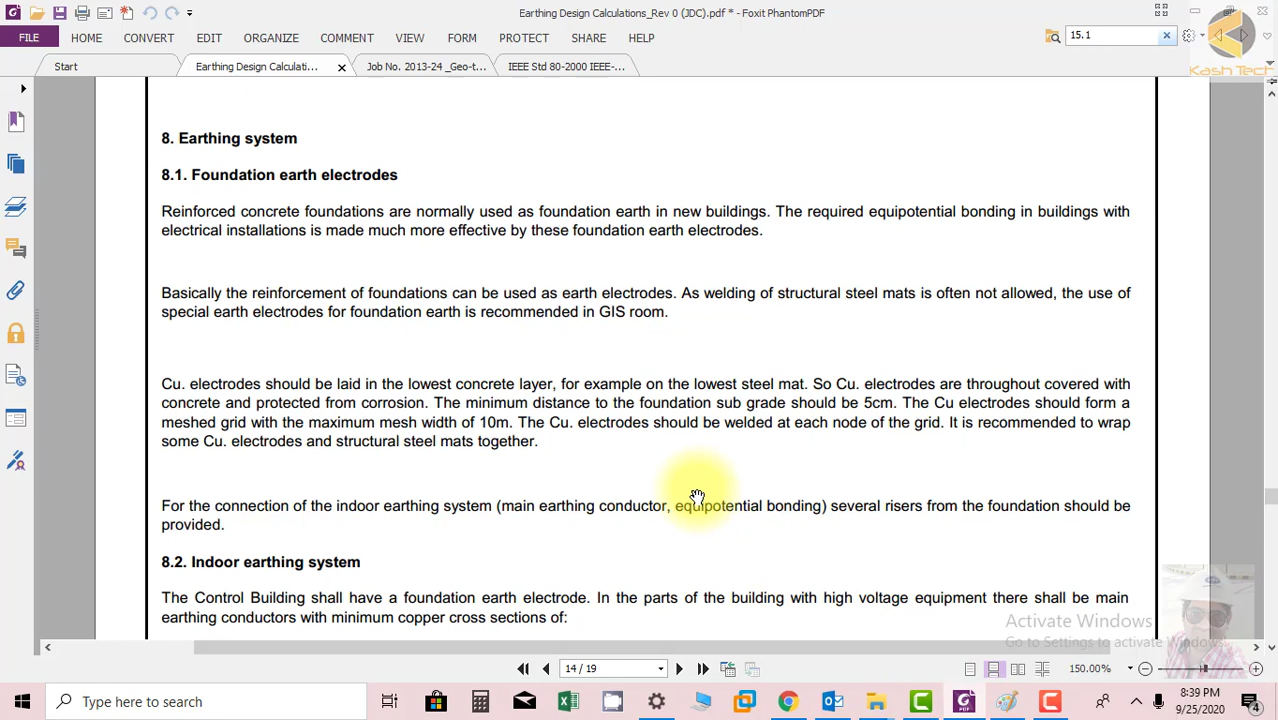 Earthing Design Calculations_Rev 0 (JDC).pdf * - Foxit PhantomPDF
FILE HOME CONVERT EDIT ORGANIZE COMMENT VIEW FORM PROTECT SHARE HELP
15.1
Kash Tech
Start
Earthing Design Calculati...
Job No. 2013-24 _Geo-t...
IEEE Std 80-2000 IEEE-...
8. Earthing system
8.1. Foundation earth electrodes
Reinforced concrete foundations are normally used as foundation earth in new buildings. The required equipotential bonding in buildings with
electrical installations is made much more effective by these foundation earth electrodes.
Basically the reinforcement of foundations can be used as earth electrodes. As welding of structural steel mats is often not allowed, the use of
special earth electrodes for foundation earth is recommended in GIS room.
Cu. electrodes should be laid in the lowest concrete layer, for example on the lowest steel mat. So Cu. electrodes are throughout covered with
concrete and protected from corrosion. The minimum distance to the foundation sub grade should be 5cm. The Cu electrodes should form a
meshed grid with the maximum mesh width of 10m. The Cu. electrodes should be welded at each node of the grid. It is recommended to wrap
some Cu. electrodes and structural steel mats together.
For the connection of the indoor earthing system (main earthing conductor, equipotential bonding) several risers from the foundation should be
provided.
8.2. Indoor earthing system
The Control Building shall have a foundation earth electrode. In the parts of the building with high voltage equipment there shall be main
earthing conductors with minimum copper cross sections of:
Activate Windows
Go to Settings to activate Windows.
14 / 19
150.00%
Type here to search
8:39 PM
9/25/2020
4